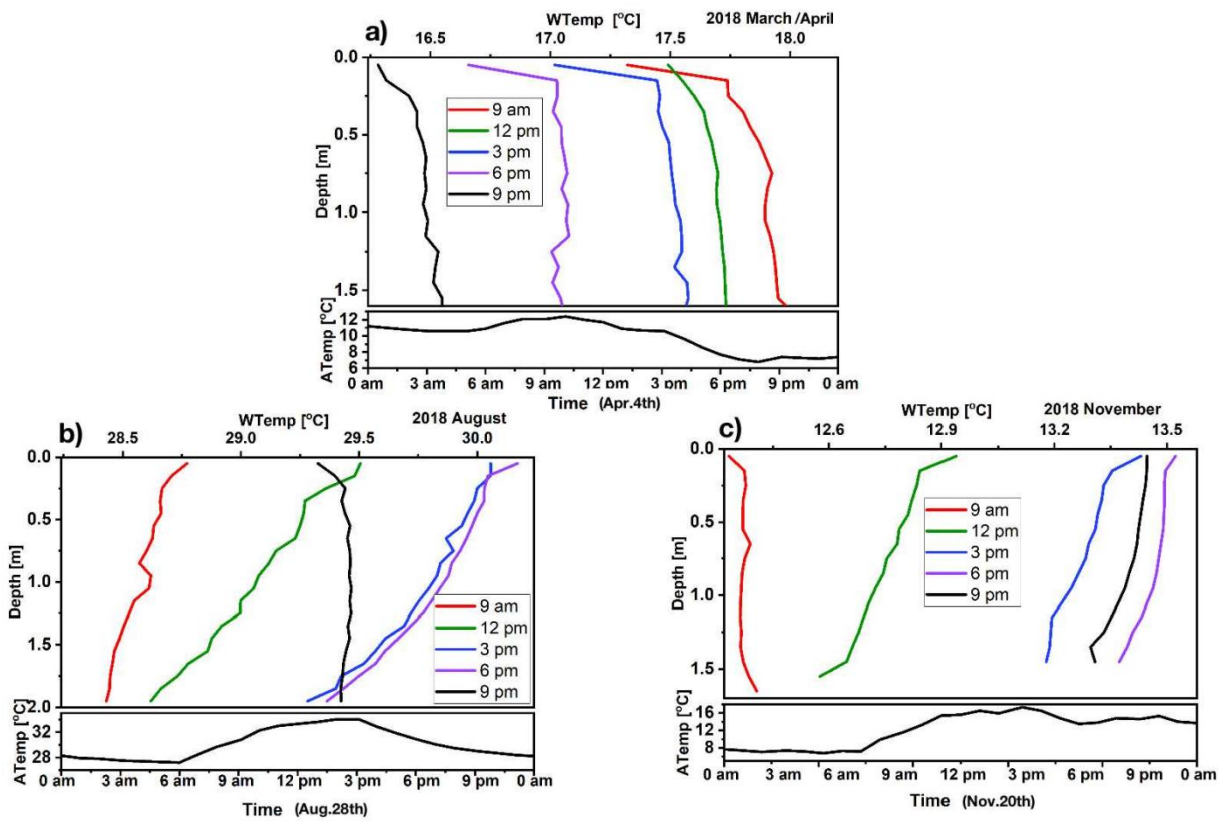 a)
WTemp [°C] 2018 March /April
16.5 17.0 17.5 18.0
0.0
0.5
1.0
1.5
Depth [m]
9 am
12 pm
3 pm
6 pm
9 pm
12
10
8
6
ATemp [°C]
0 am 3 am 6 am 9 am 12 pm 3 pm 6 pm 9 pm 0 am
Time (Apr.4th)
b)
WTemp [°C] 2018 August
28.5 29.0 29.5 30.0
0.0
0.5
1.0
1.5
2.0
Depth [m]
9 am
12 pm
3 pm
6 pm
9 pm
32
28
ATemp [°C]
0 am 3 am 6 am 9 am 12 pm 3 pm 6 pm 9 pm 0 am
Time (Aug.28th)
c)
WTemp [°C] 2018 November
12.6 12.9 13.2 13.5
0.0
0.5
1.0
1.5
Depth [m]
9 am
12 pm
3 pm
6 pm
9 pm
16
12
8
ATemp [°C]
0 am 3 am 6 am 9 am 12 pm 3 pm 6 pm 9 pm 0 am
Time (Nov.20th)